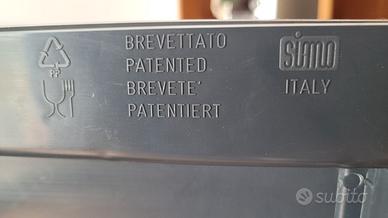 BREVETTATO
PATENTED
BREVETE'
PATENTIERT
PP
simo
ITALY
subito